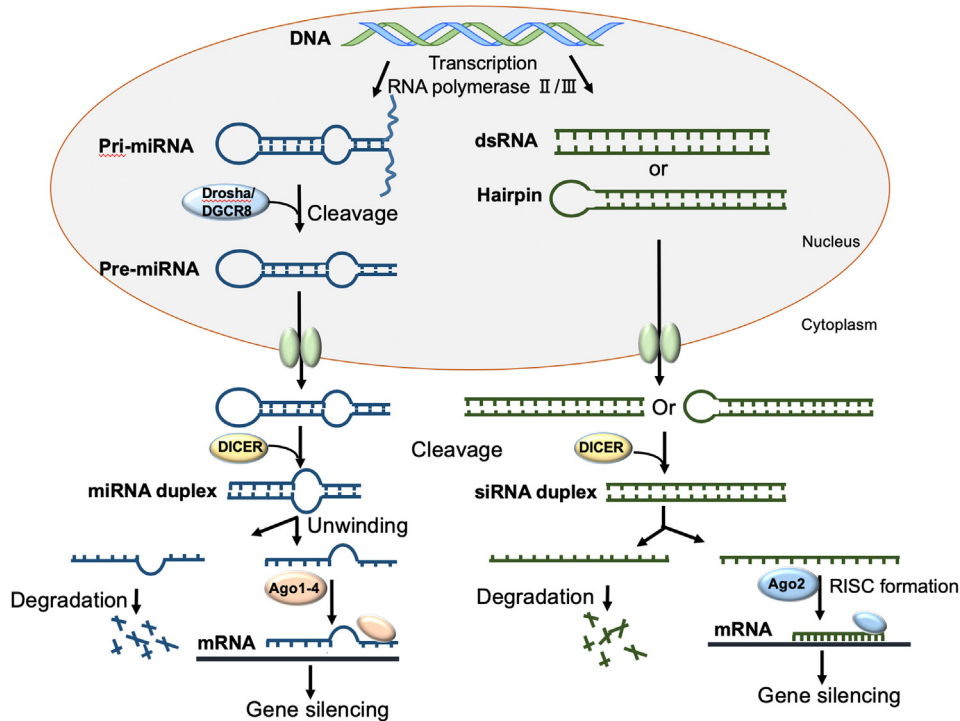 DNA
Transcription
RNA polymerase Ⅱ/Ⅲ
Pri-miRNA
dsRNA
or
Hairpin
Drosha/
DGCR8
Cleavage
Nucleus
Pre-miRNA
Cytoplasm
Or
DICER
Cleavage
DICER
miRNA duplex
siRNA duplex
Unwinding
Degradation
Ago1-4
Degradation
Ago2
RISC formation
mRNA
mRNA
Gene silencing
Gene silencing